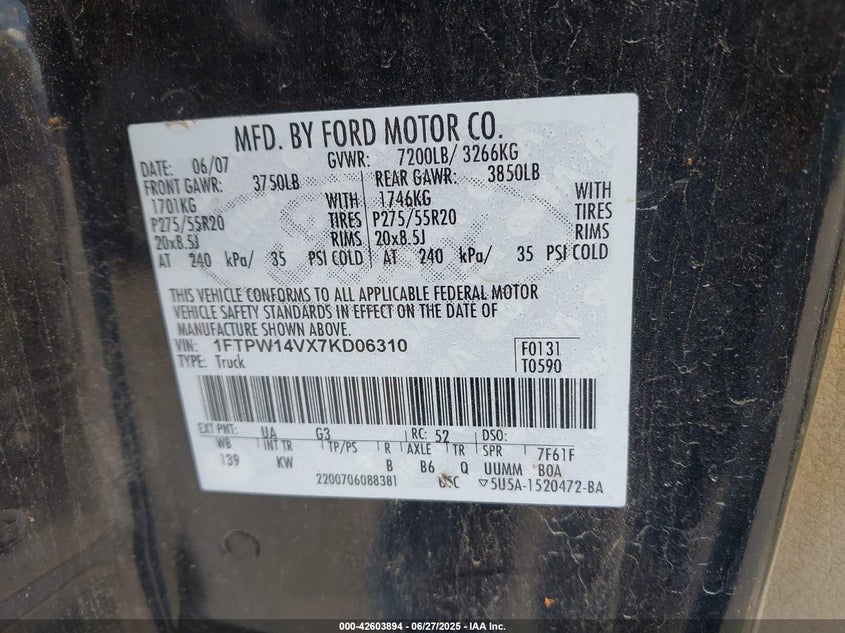 MFD. BY FORD MOTOR CO.
DATE: 06/07 GVWR: 7200LB/ 3266KG
FRONT GAWR: 3750LB REAR GAWR: 3850LB
1701KG WITH 1746KG WITH
P275/55R20 TIRES P275/55R20 TIRES
20x8.5J RIMS 20x8.5J RIMS
AT 240 kPa/ 35 PSI COLD AT 240 kPa/ 35 PSI COLD
THIS VEHICLE CONFORMS TO ALL APPLICABLE FEDERAL MOTOR
VEHICLE SAFETY STANDARDS IN EFFECT ON THE DATE OF
MANUFACTURE SHOWN ABOVE.
VIN: 1FTPW14VX7KD06310 F0131
TYPE: Truck T0590
EXT PNT: UA G3 RC: 52 DSO:
WB INT TR TP/PS R AXLE TR SPR 7F61F
139 KW B B6 Q UUMM BOA
2200706088381 ▽5U5A-1520472-BA
000-42603894 - 06/27/2025 - IAA Inc.